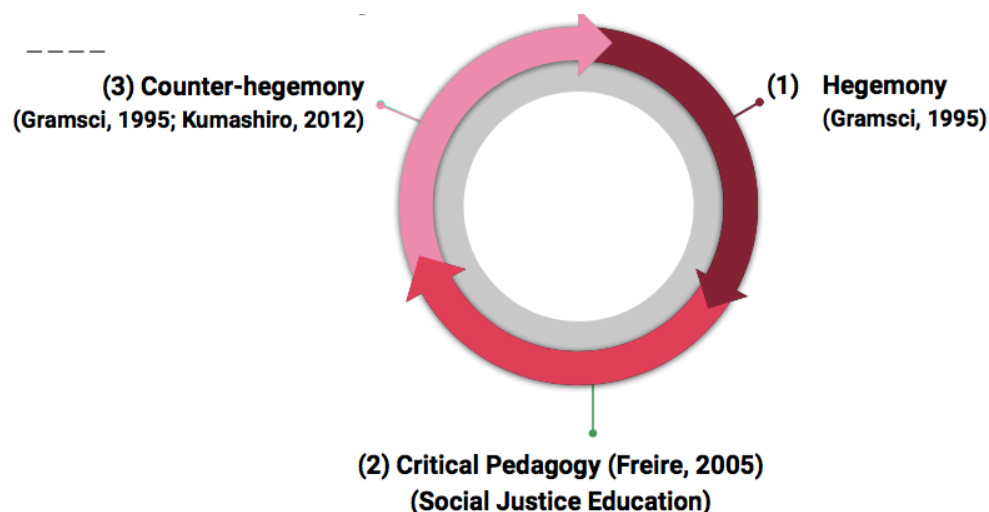 (3) Counter-hegemony
(Gramsci, 1995; Kumashiro, 2012)
(1) Hegemony
(Gramsci, 1995)
(2) Critical Pedagogy (Freire, 2005)
(Social Justice Education)